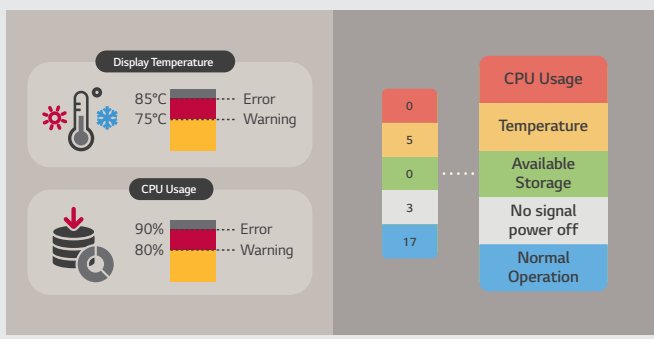 Display Temperature
85°C
Error
75°C
Warning
CPU Usage
90%
Error
80%
Warning
0
5
0
3
17
CPU Usage
Temperature
Available
Storage
No signal
power off
Normal
Operation